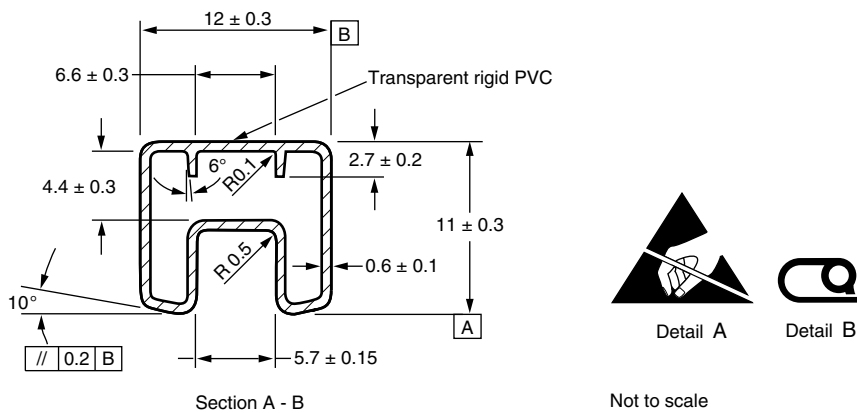 12 ± 0.3
B
6.6 ± 0.3
Transparent rigid PVC
6°
R0.1
2.7 ± 0.2
4.4 ± 0.3
11 ± 0.3
R 0.5
0.6 ± 0.1
10°
A
// 0.2 B
5.7 ± 0.15
Detail A
Detail B
Section A - B
Not to scale